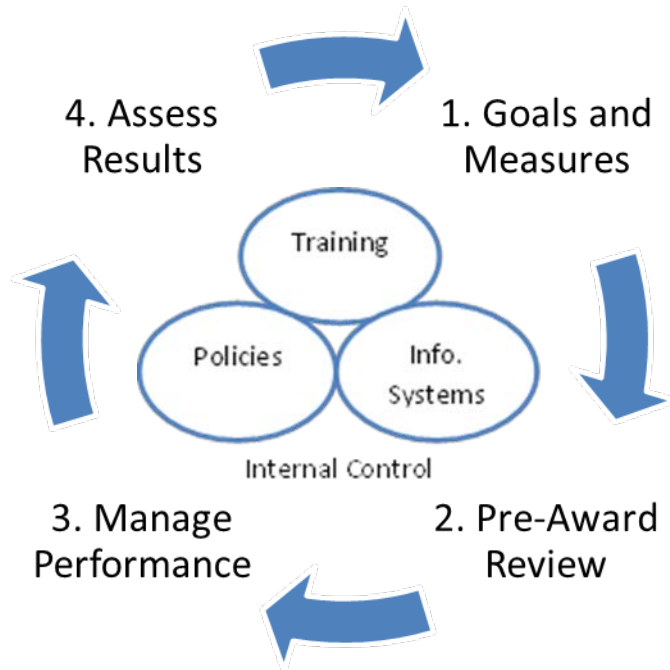 4. Assess
Results
1. Goals and
Measures
Training
Policies
Info.
Systems
Internal Control
3. Manage
Performance
2. Pre-Award
Review